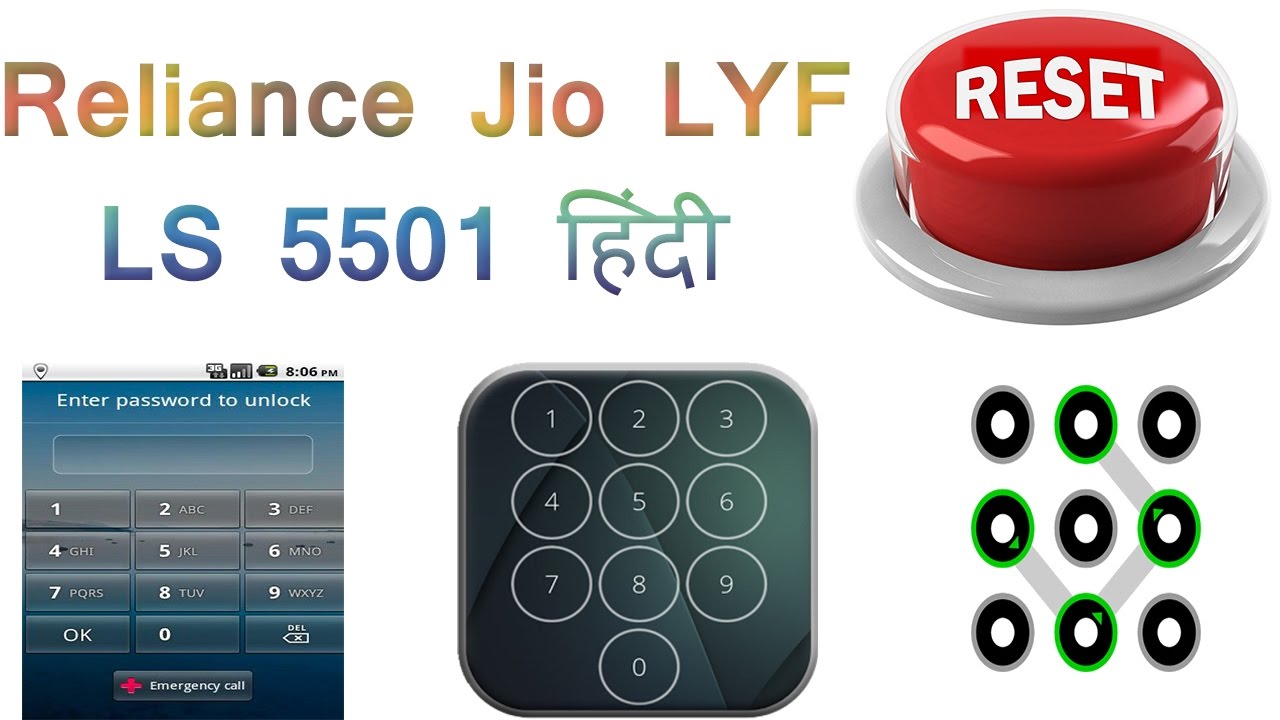 Reliance Jio LYF
LS 5501 हिंदी
RESET
3G 8:06 PM
Enter password to unlock
1 2 ABC 3 DEF
4 GHI 5 JKL 6 MNO
7 PQRS 8 TUV 9 WXYZ
OK 0 DEL
Emergency call
1 2 3
4 5 6
7 8 9
0